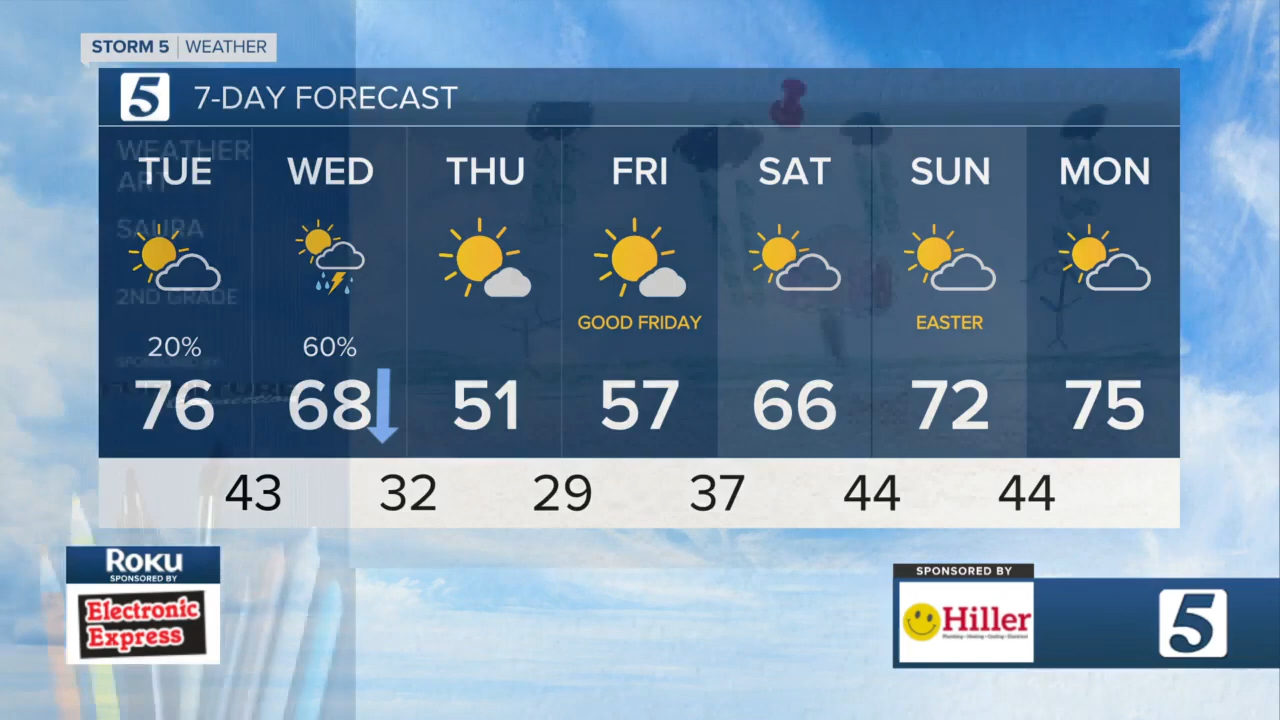 STORM 5 | WEATHER
5 7-DAY FORECAST
WEATHER
ART
2ND GRADE
TUE WED THU FRI SAT SUN MON
GOOD FRIDAY EASTER
20% 60%
76 68 51 57 66 72 75
43 32 29 37 44 44
ROKU
SPONSORED BY
Electronic
Express
SPONSORED BY
Hiller
5